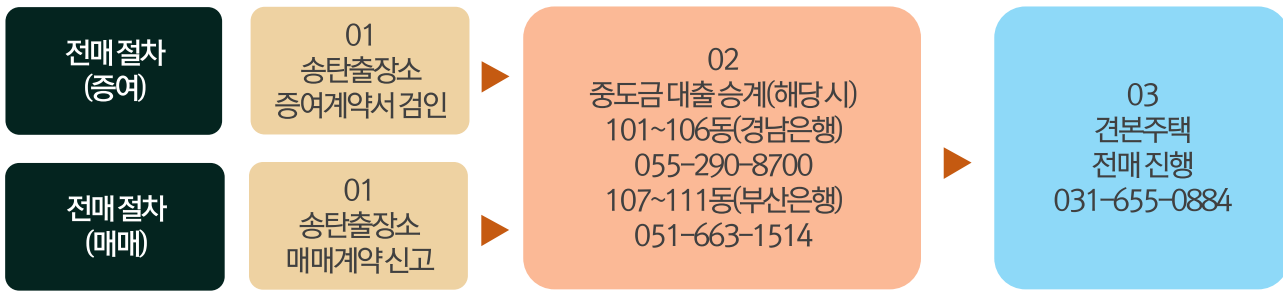 전매 절차
(증여)
01
송탄출장소
증여계약서 검인
전매 절차
(매매)
01
송탄출장소
매매계약 신고
02
중도금 대출 승계(해당 시)
101~106동(경남은행)
055-290-8700
107~111동(부산은행)
051-663-1514
03
견본주택
전매 진행
031-655-0884